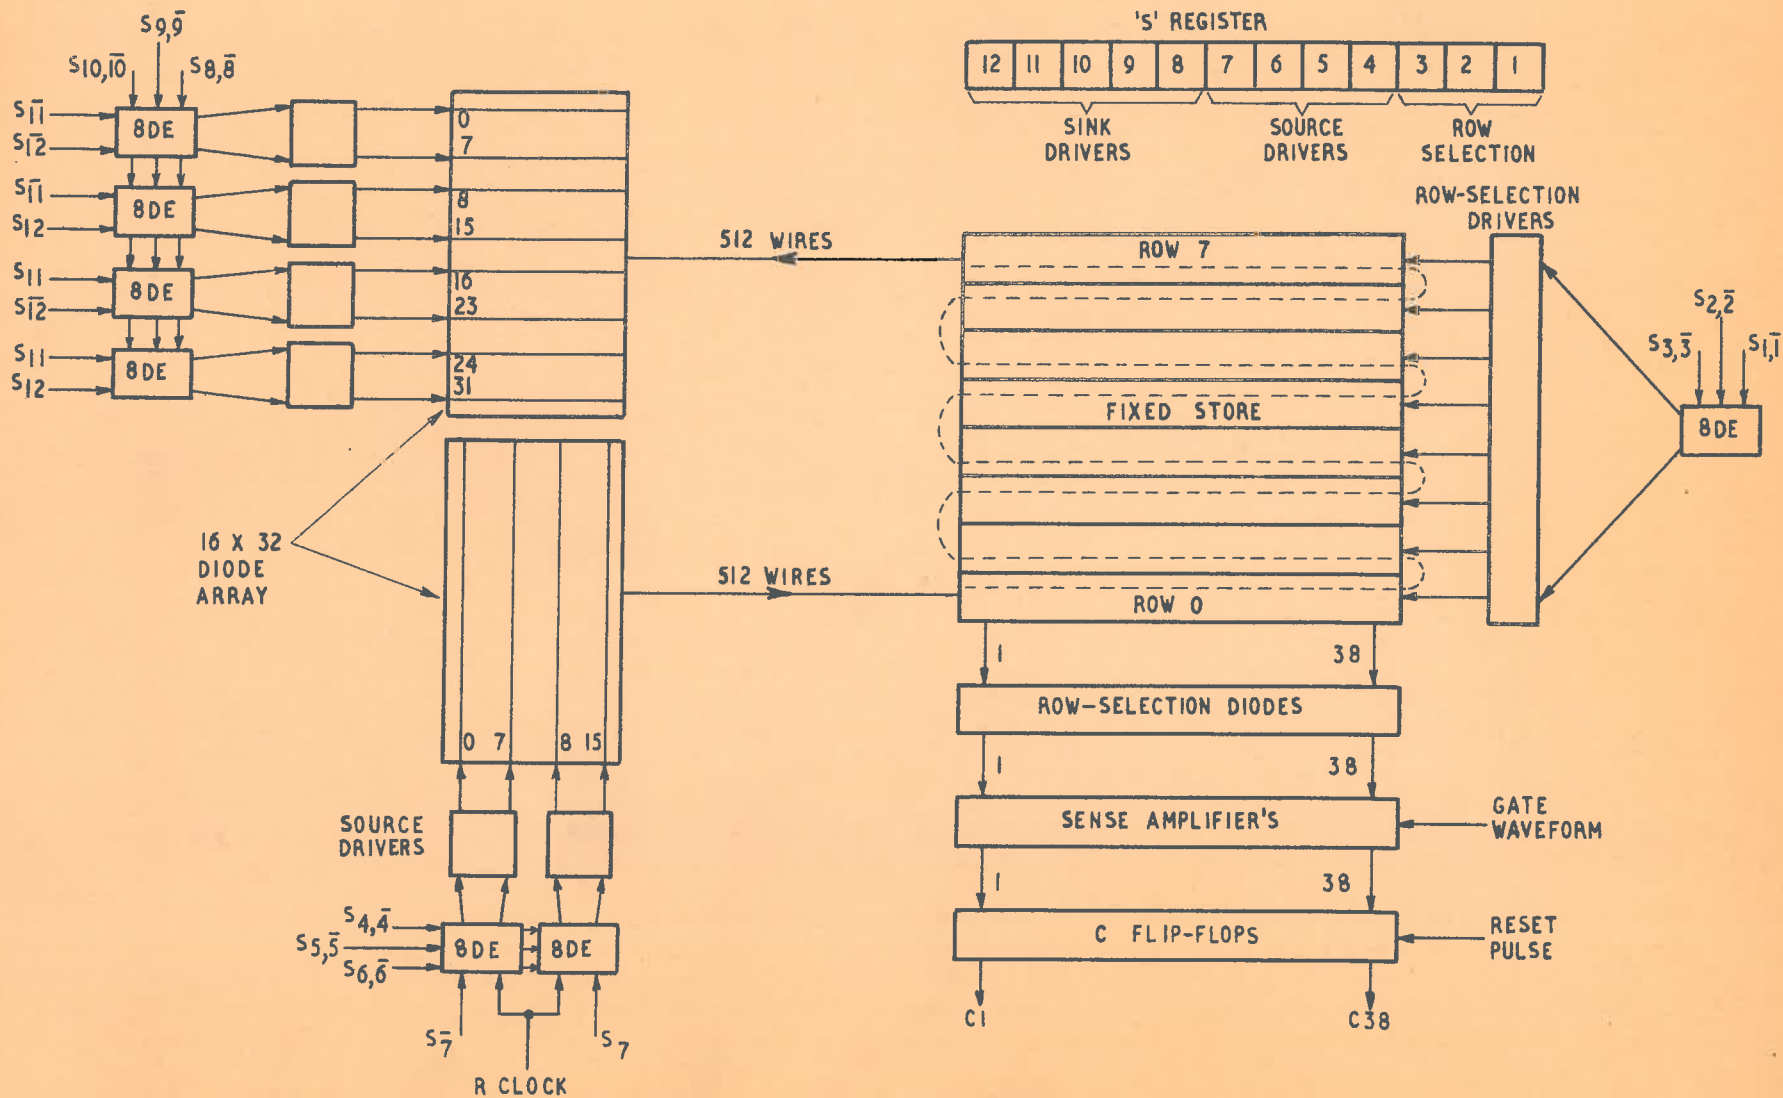 S9,9̅
S10,1̅0̅
S8,8̅
S1̅1̅
S1̅2̅
8DE
S1̅1̅
S12
8DE
S11
S1̅2̅
8DE
S11
S12
8DE
0
7
8
15
16
23
24
31
'S' REGISTER
12 11 10 9 8 7 6 5 4 3 2 1
SINK DRIVERS
SOURCE DRIVERS
ROW SELECTION
ROW-SELECTION DRIVERS
512 WIRES
ROW 7
FIXED STORE
ROW 0
S2,2̅
S3,3̅
S1,1̅
8DE
16 X 32
DIODE
ARRAY
512 WIRES
0 7 8 15
SOURCE
DRIVERS
S4,4̅
S5,5̅
S6,6̅
8DE
8DE
S7̅
S7
R CLOCK
1 38
ROW-SELECTION DIODES
1 38
SENSE AMPLIFIER'S
GATE
WAVEFORM
1 38
C FLIP-FLOPS
RESET
PULSE
C1 C38